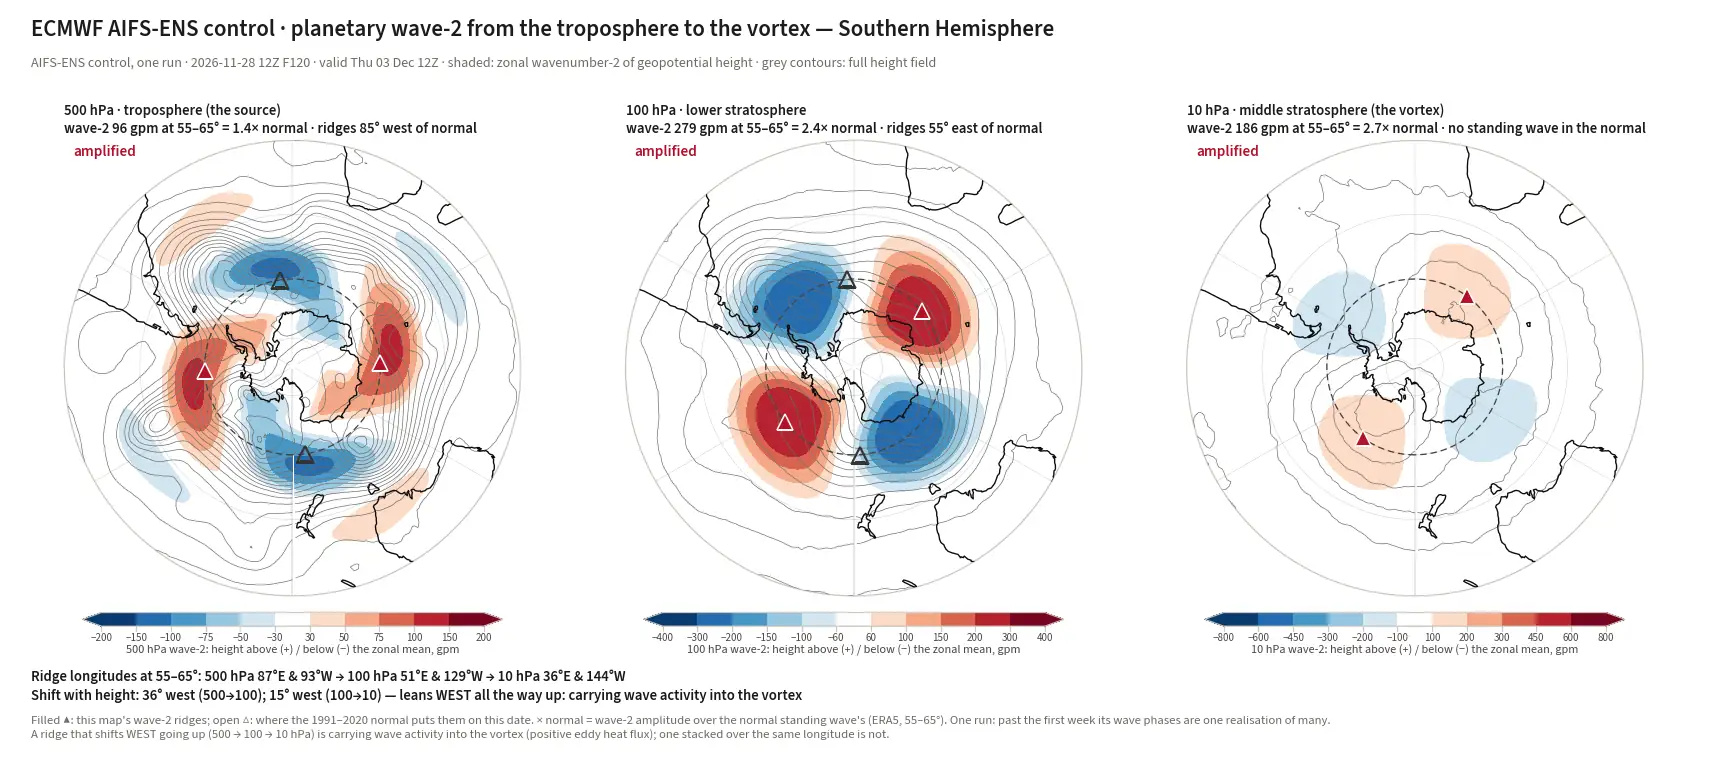 ECMWF AIFS-ENS control · planetary wave-2 from the troposphere to the vortex — Southern Hemisphere
AIFS-ENS control, one run · 2026-11-28 12Z F120 · valid Thu 03 Dec 12Z · shaded: zonal wavenumber-2 of geopotential height · grey contours: full height field
500 hPa · troposphere (the source)
wave-2 96 gpm at 55–65° = 1.4× normal · ridges 85° west of normal
amplified
100 hPa · lower stratosphere
wave-2 279 gpm at 55–65° = 2.4× normal · ridges 55° east of normal
amplified
10 hPa · middle stratosphere (the vortex)
wave-2 186 gpm at 55–65° = 2.7× normal · no standing wave in the normal
amplified
−200 −150 −100 −75 −50 −30 30 50 75 100 150 200
500 hPa wave-2: height above (+) / below (−) the zonal mean, gpm
−400 −300 −200 −150 −100 −60 60 100 150 200 300 400
100 hPa wave-2: height above (+) / below (−) the zonal mean, gpm
−800 −600 −450 −300 −200 −100 100 200 300 450 600 800
10 hPa wave-2: height above (+) / below (−) the zonal mean, gpm
Ridge longitudes at 55–65°: 500 hPa 87°E & 93°W → 100 hPa 51°E & 129°W → 10 hPa 36°E & 144°W
Shift with height: 36° west (500→100); 15° west (100→10) — leans WEST all the way up: carrying wave activity into the vortex
Filled ▲: this map's wave-2 ridges; open △: where the 1991–2020 normal puts them on this date. × normal = wave-2 amplitude over the normal standing wave's (ERA5, 55–65°). One run: past the first week its wave phases are one realisation of many.
A ridge that shifts WEST going up (500 → 100 → 10 hPa) is carrying wave activity into the vortex (positive eddy heat flux); one stacked over the same longitude is not.